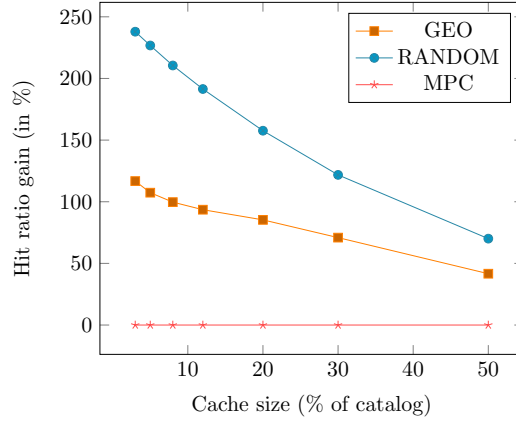 250
200
150
100
50
0
10
20
30
40
50
Hit ratio gain (in %)
Cache size (% of catalog)
GEO
RANDOM
MPC